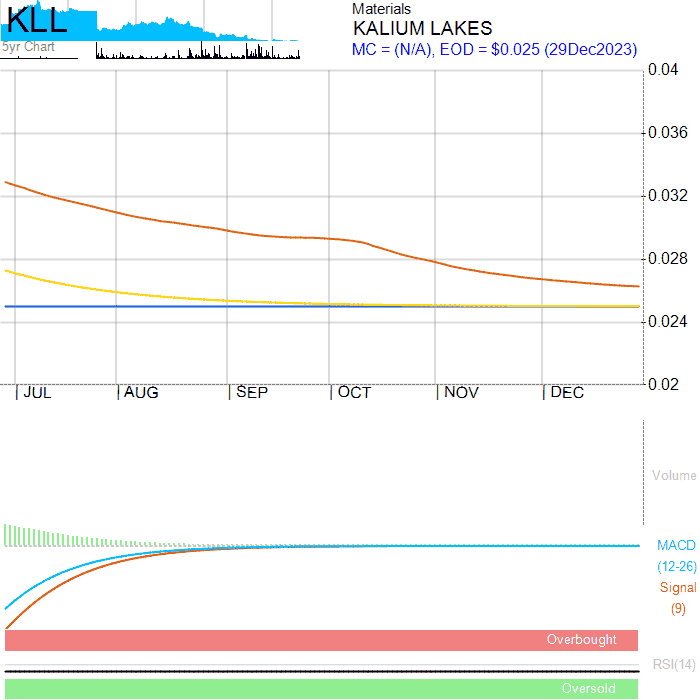 KLL
5yr Chart
Materials
KALIUM LAKES
MC = (N/A), EOD = $0.025 (29Dec2023)
0.04
0.036
0.032
0.028
0.024
0.02
JUL AUG SEP OCT NOV DEC
Volume
MACD
(12-26)
Signal
(9)
Overbought
RSI(14)
Oversold